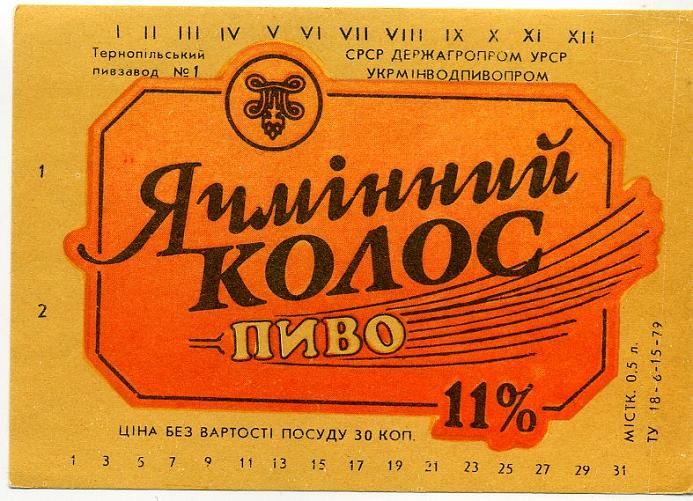 I II III IV V VI VII VIII IX X XI XII
Тернопільський
пивзавод №1
СРСР ДЕРЖАГРОПРОМ УРСР
УКРМІНВОДПИВОПРОМ
1
2
Ячмінний
КОЛОС
ПИВО
11%
МІСТК. 0,5 л.
ТУ 18-6-15-79
ЦІНА БЕЗ ВАРТОСТІ ПОСУДУ 30 КОП.
1 3 5 7 9 11 13 15 17 19 21 23 25 27 29 31